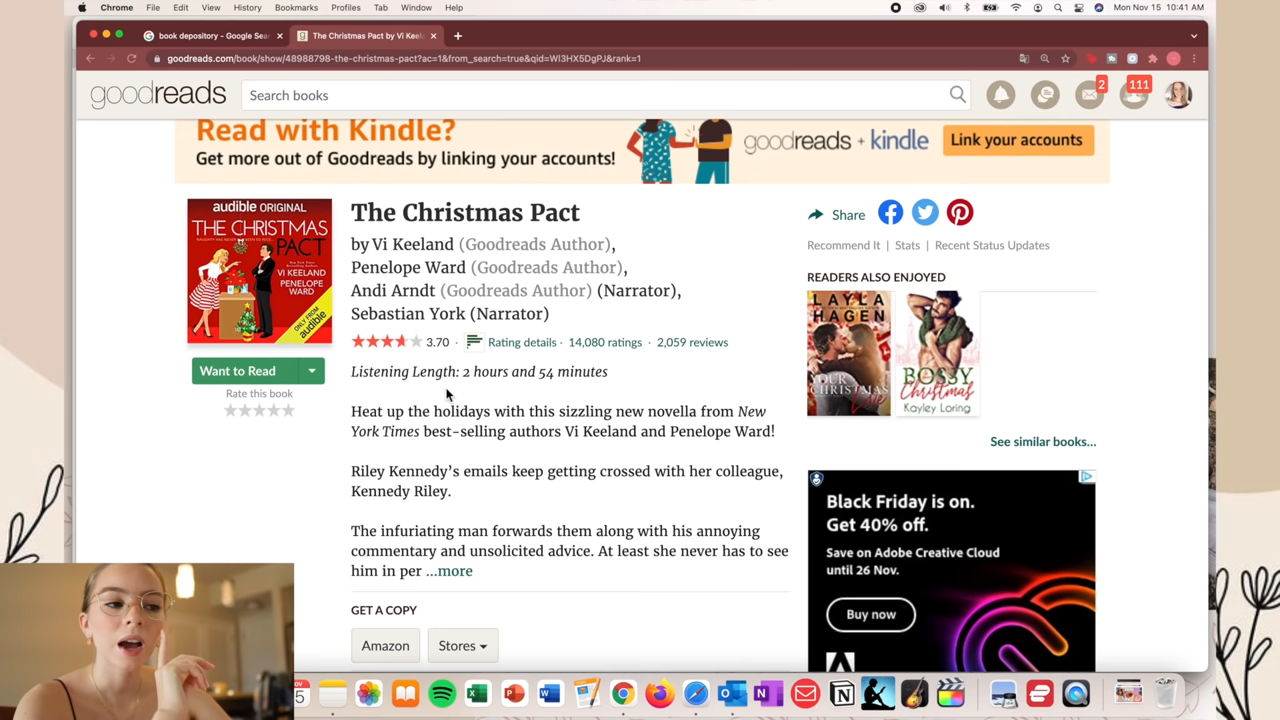 Chrome File Edit View History Bookmarks Profiles Tab Window Help
Mon Nov 15 10:41 AM
book depository - Google Sea
The Christmas Pact by Vi Keel
goodreads.com/book/show/48988798-the-christmas-pact?ac=1&from_search=true&qid=WI3HX5DgPJ&rank=1
goodreads
Search books
2
111
Read with Kindle?
Get more out of Goodreads by linking your accounts!
goodreads + kindle
Link your accounts
audible ORIGINAL
THE CHRISTMAS
PACT
VI KEELAND
PENELOPE
WARD
ONLY FROM
audible
Want to Read
Rate this book
The Christmas Pact
by Vi Keeland (Goodreads Author),
Penelope Ward (Goodreads Author),
Andi Arndt (Goodreads Author) (Narrator),
Sebastian York (Narrator)
3.70 · Rating details · 14,080 ratings · 2,059 reviews
Listening Length: 2 hours and 54 minutes
Heat up the holidays with this sizzling new novella from New
York Times best-selling authors Vi Keeland and Penelope Ward!
Riley Kennedy’s emails keep getting crossed with her colleague,
Kennedy Riley.
The infuriating man forwards them along with his annoying
commentary and unsolicited advice. At least she never has to see
him in per ...more
GET A COPY
Amazon
Stores
Share
Recommend It | Stats | Recent Status Updates
READERS ALSO ENJOYED
LAYLA
HAGEN
YOUR CHRISTMAS
BOSSY
Christmas
Kayley Loring
See similar books...
Black Friday is on.
Get 40% off.
Save on Adobe Creative Cloud
until 26 Nov.
Buy now